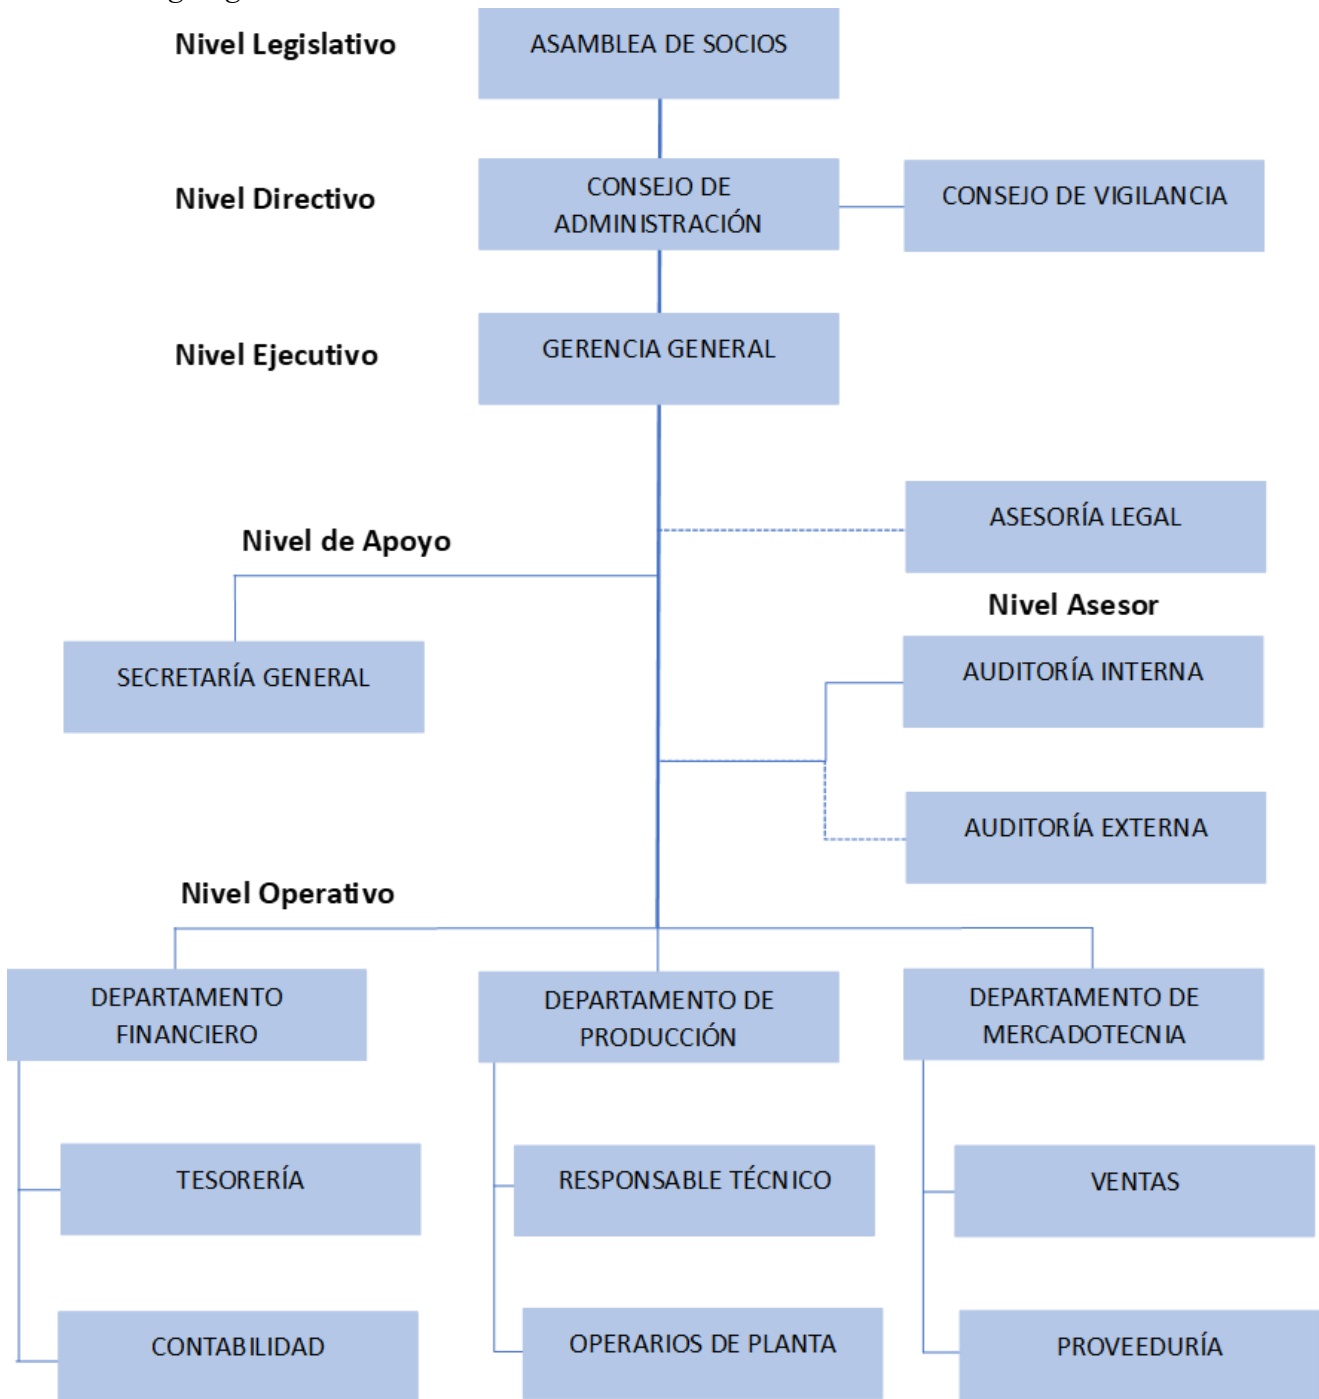 Nivel Legislativo
ASAMBLEA DE SOCIOS
Nivel Directivo
CONSEJO DE
ADMINISTRACIÓN
CONSEJO DE VIGILANCIA
Nivel Ejecutivo
GERENCIA GENERAL
ASESORÍA LEGAL
Nivel de Apoyo
Nivel Asesor
SECRETARÍA GENERAL
AUDITORÍA INTERNA
AUDITORÍA EXTERNA
Nivel Operativo
DEPARTAMENTO
FINANCIERO
DEPARTAMENTO DE
PRODUCCIÓN
DEPARTAMENTO DE
MERCADOTECNIA
TESORERÍA
RESPONSABLE TÉCNICO
VENTAS
CONTABILIDAD
OPERARIOS DE PLANTA
PROVEEDURÍA